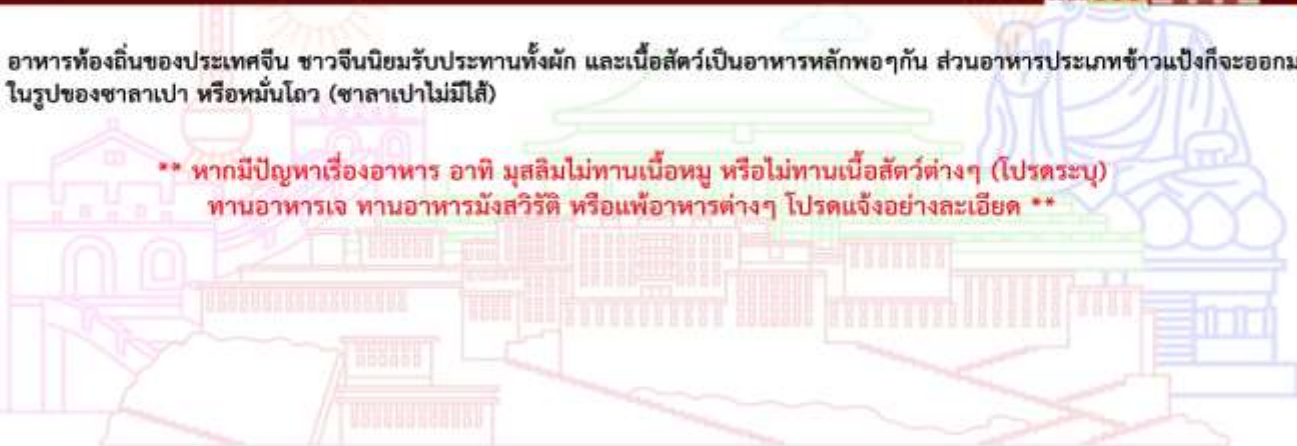 อาหารท้องถิ่นของประเทศจีน ชาวจีนนิยมรับประทานทั้งผัก และเนื้อสัตว์เป็นอาหารหลักพอๆกัน ส่วนอาหารประเภทข้าวแป้งก็จะออกม
ในรูปของซาลาเปา หรือหมั่นโถว (ซาลาเปาไม่มีไส้)
** หากมีปัญหาเรื่องอาหาร อาทิ มุสลิมไม่ทานเนื้อหมู หรือไม่ทานเนื้อสัตว์ต่างๆ (โปรดระบุ)
ทานอาหารเจ ทานอาหารมังสวิรัติ หรือแพ้อาหารต่างๆ โปรดแจ้งอย่างละเอียด **